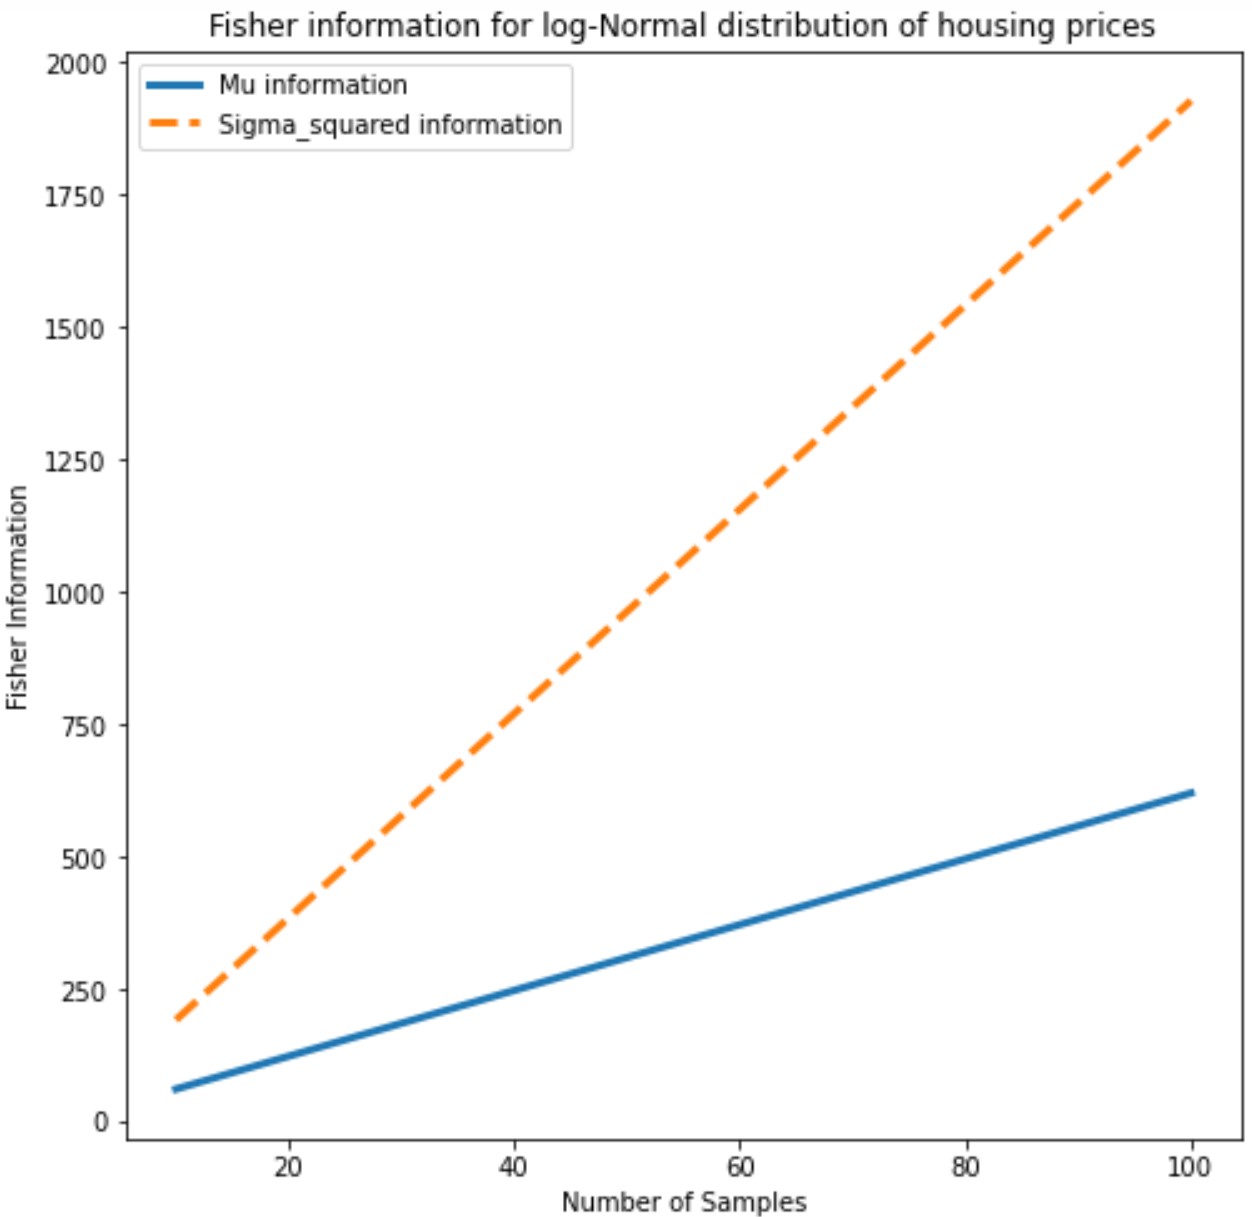 Fisher information for log-Normal distribution of housing prices
Mu information
Sigma_squared information
Fisher Information
2000
1750
1500
1250
1000
750
500
250
0
20 40 60 80 100
Number of Samples